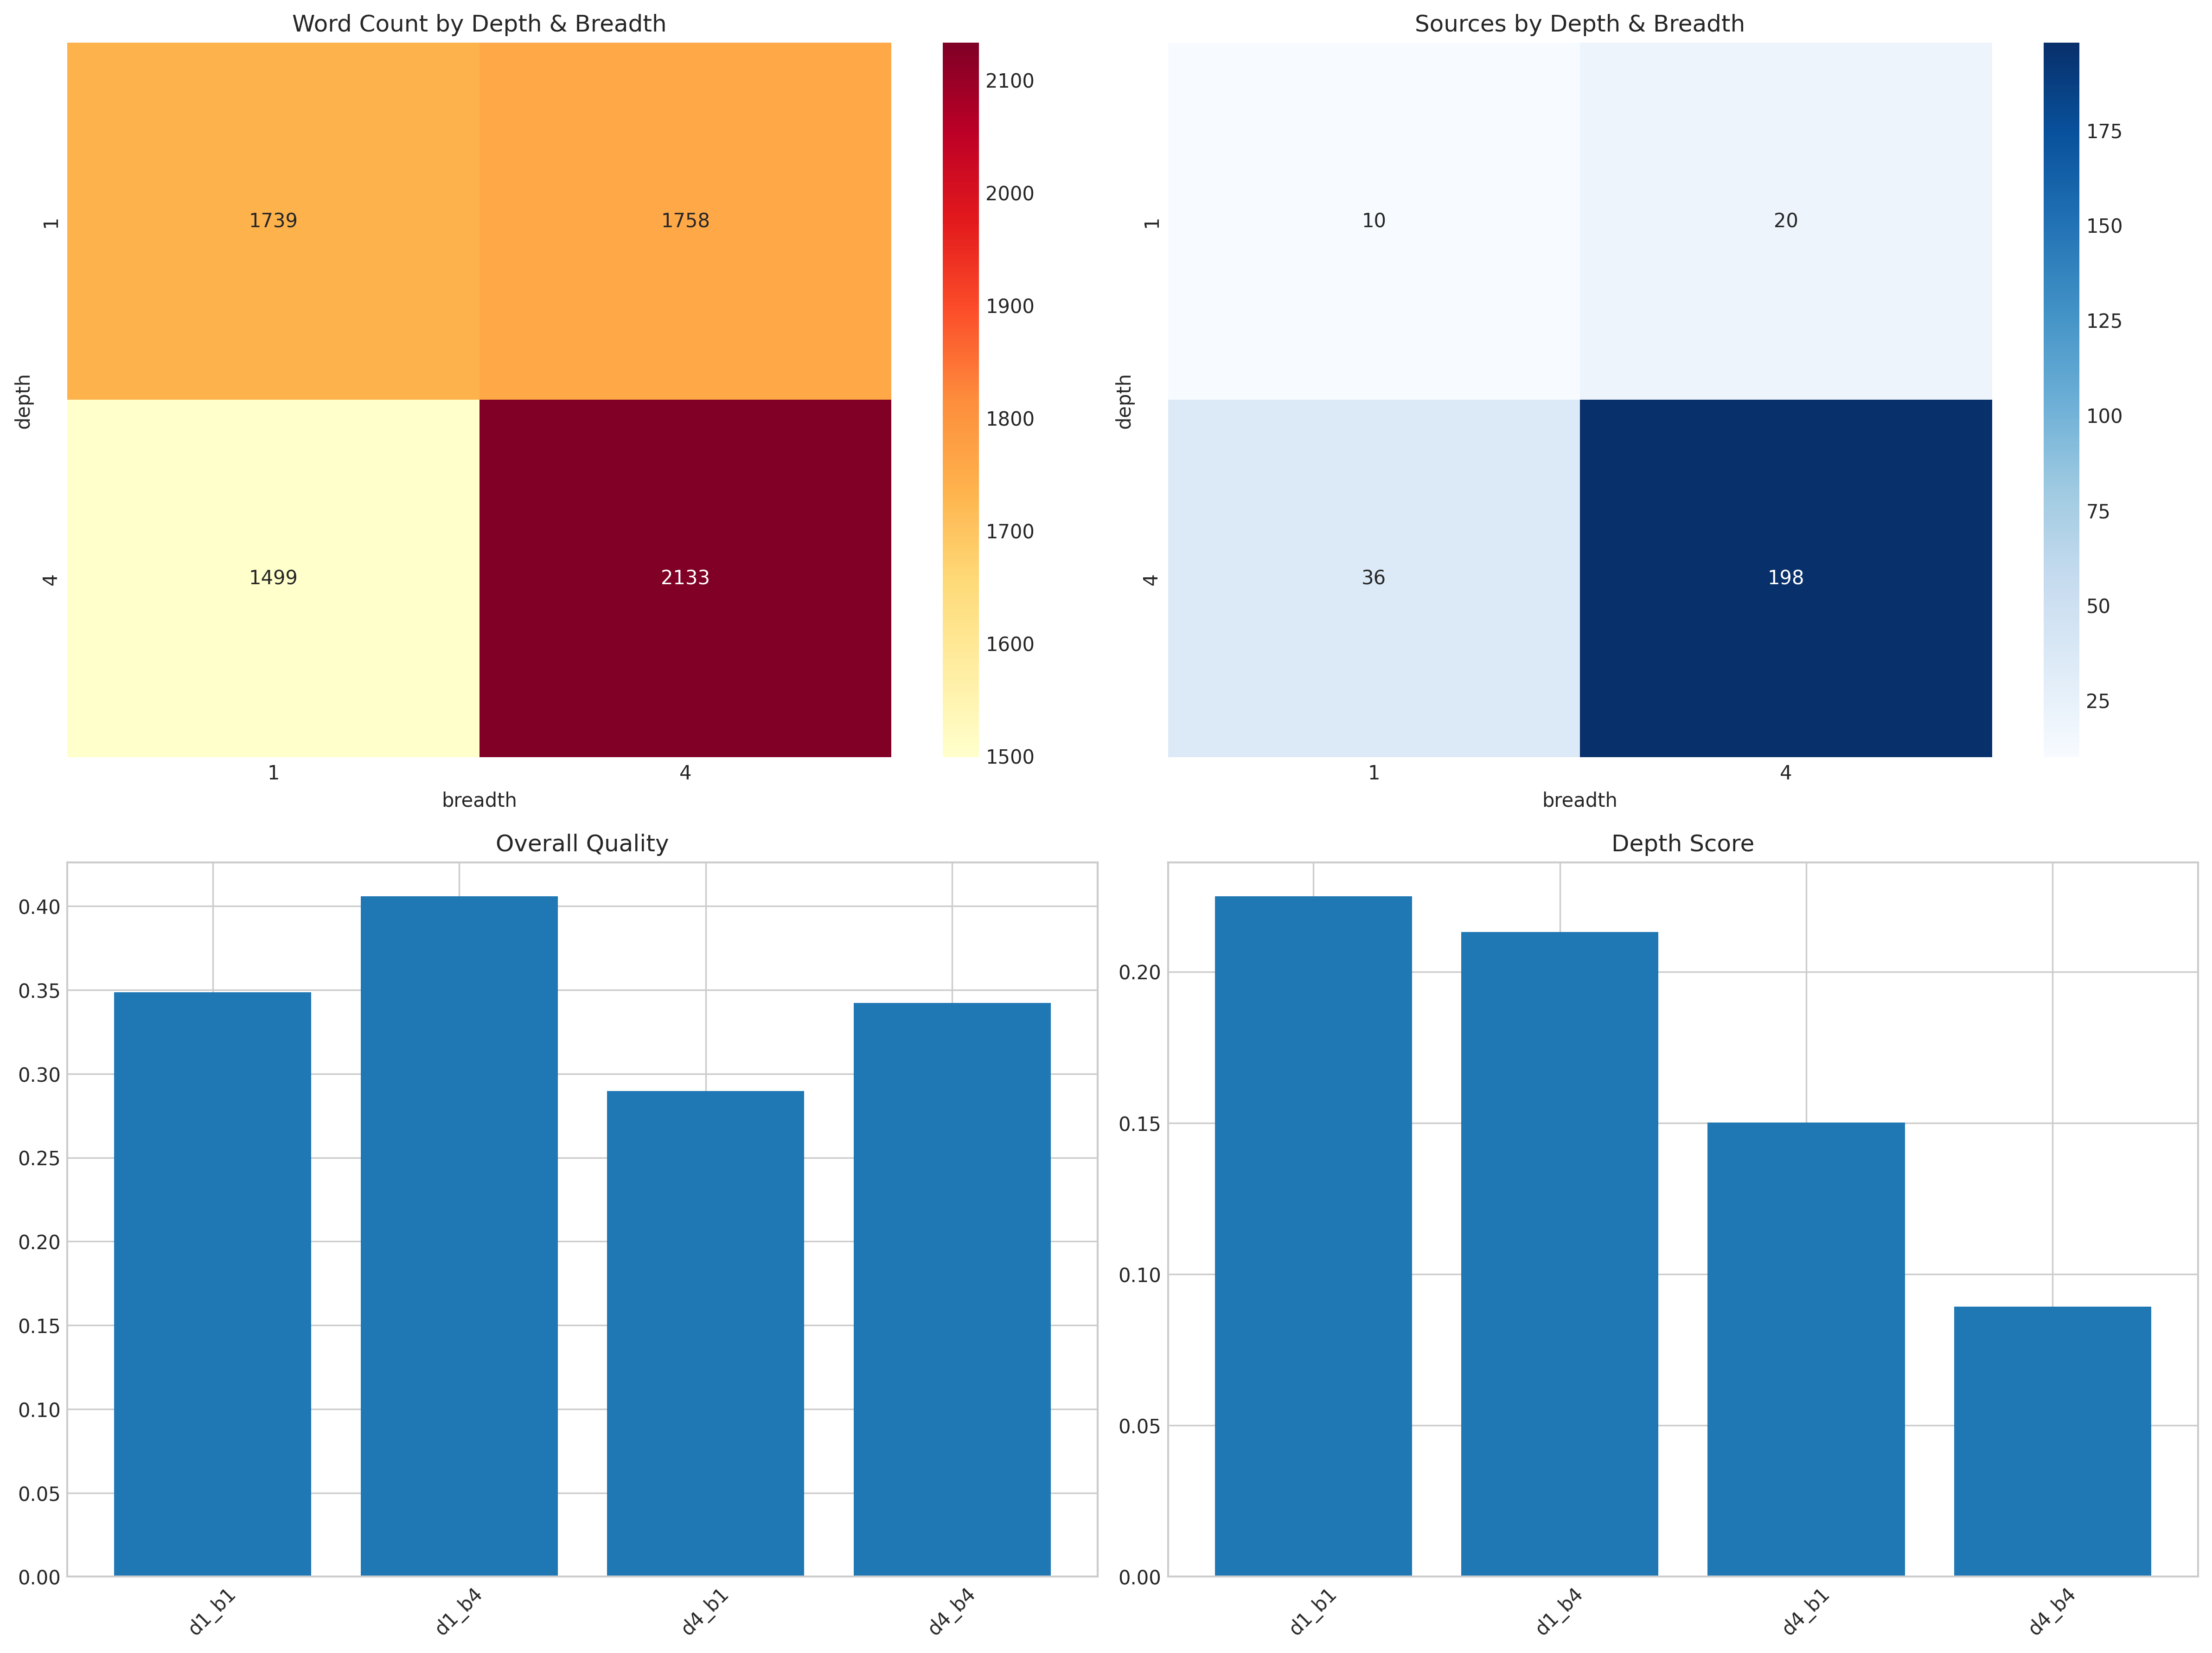 Word Count by Depth & Breadth
1739
1758
1499
2133
1
4
depth
1
4
breadth
2100
2000
1900
1800
1700
1600
1500
Sources by Depth & Breadth
10
20
36
198
1
4
depth
1
4
breadth
175
150
125
100
75
50
25
Overall Quality
0.40
0.35
0.30
0.25
0.20
0.15
0.10
0.05
0.00
d1_b1
d1_b4
d4_b1
d4_b4
Depth Score
0.20
0.15
0.10
0.05
0.00
d1_b1
d1_b4
d4_b1
d4_b4